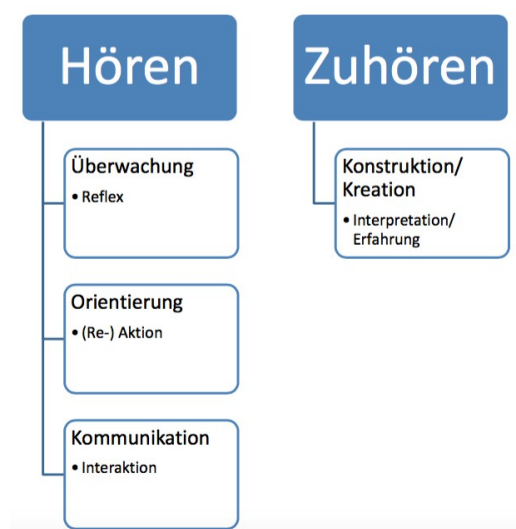 Hören
Überwachung
• Reflex
Orientierung
• (Re-) Aktion
Kommunikation
• Interaktion
Zuhören
Konstruktion/
Kreation
• Interpretation/
Erfahrung